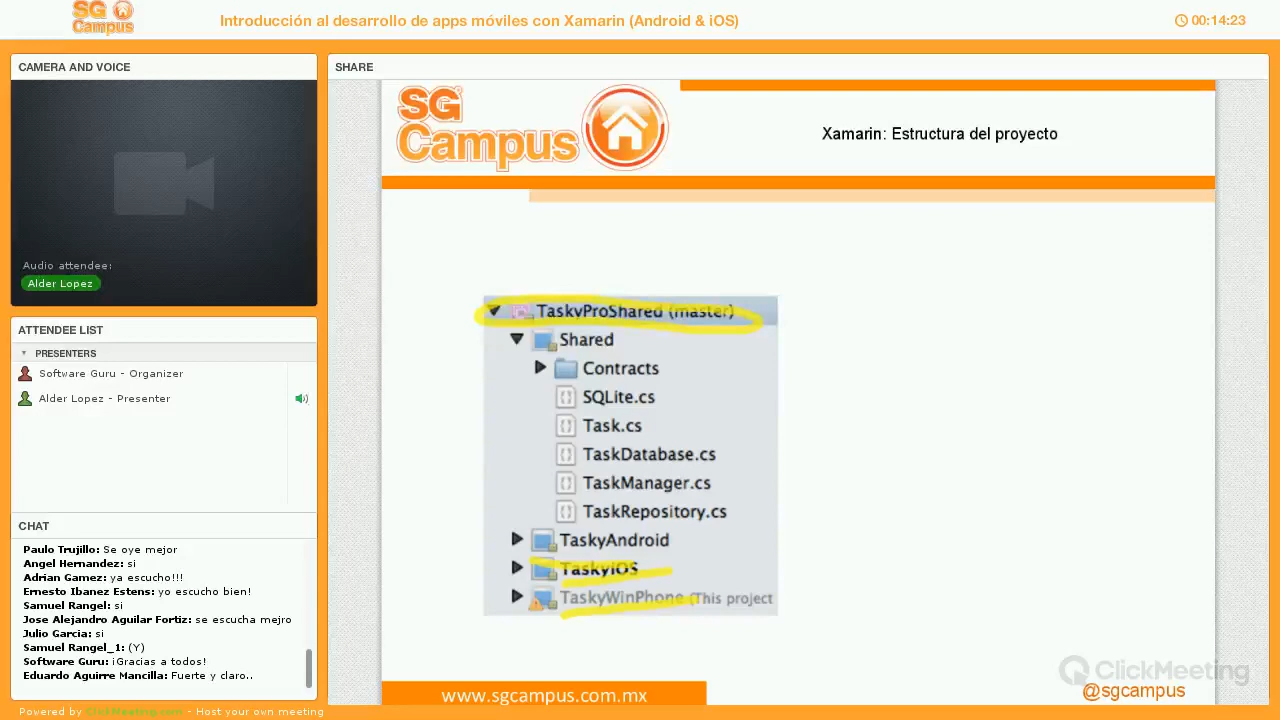 SG
Campus
Introducción al desarrollo de apps móviles con Xamarin (Android & iOS)
00:14:23
CAMERA AND VOICE
Audio attendee:
Alder Lopez
ATTENDEE LIST
PRESENTERS
Software Guru - Organizer
Alder Lopez - Presenter
CHAT
Paulo Trujillo: Se oye mejor
Angel Hernandez: si
Adrian Gamez: ya escucho!!!
Ernesto Ibanez Estens: yo escucho bien!
Samuel Rangel: si
Jose Alejandro Aguilar Fortiz: se escucha mejro
Julio Garcia: si
Samuel Rangel_1: (Y)
Software Guru: ¡Gracias a todos!
Eduardo Aguirre Mancilla: Fuerte y claro..
Powered by ClickMeeting.com - Host your own meeting
SHARE
SG
Campus
Xamarin: Estructura del proyecto
TaskyProShared (master)
Shared
Contracts
SQLite.cs
Task.cs
TaskDatabase.cs
TaskManager.cs
TaskRepository.cs
TaskyAndroid
TaskyiOS
TaskyWinPhone (This project
www.sgcampus.com.mx
ClickMeeting
@sgcampus